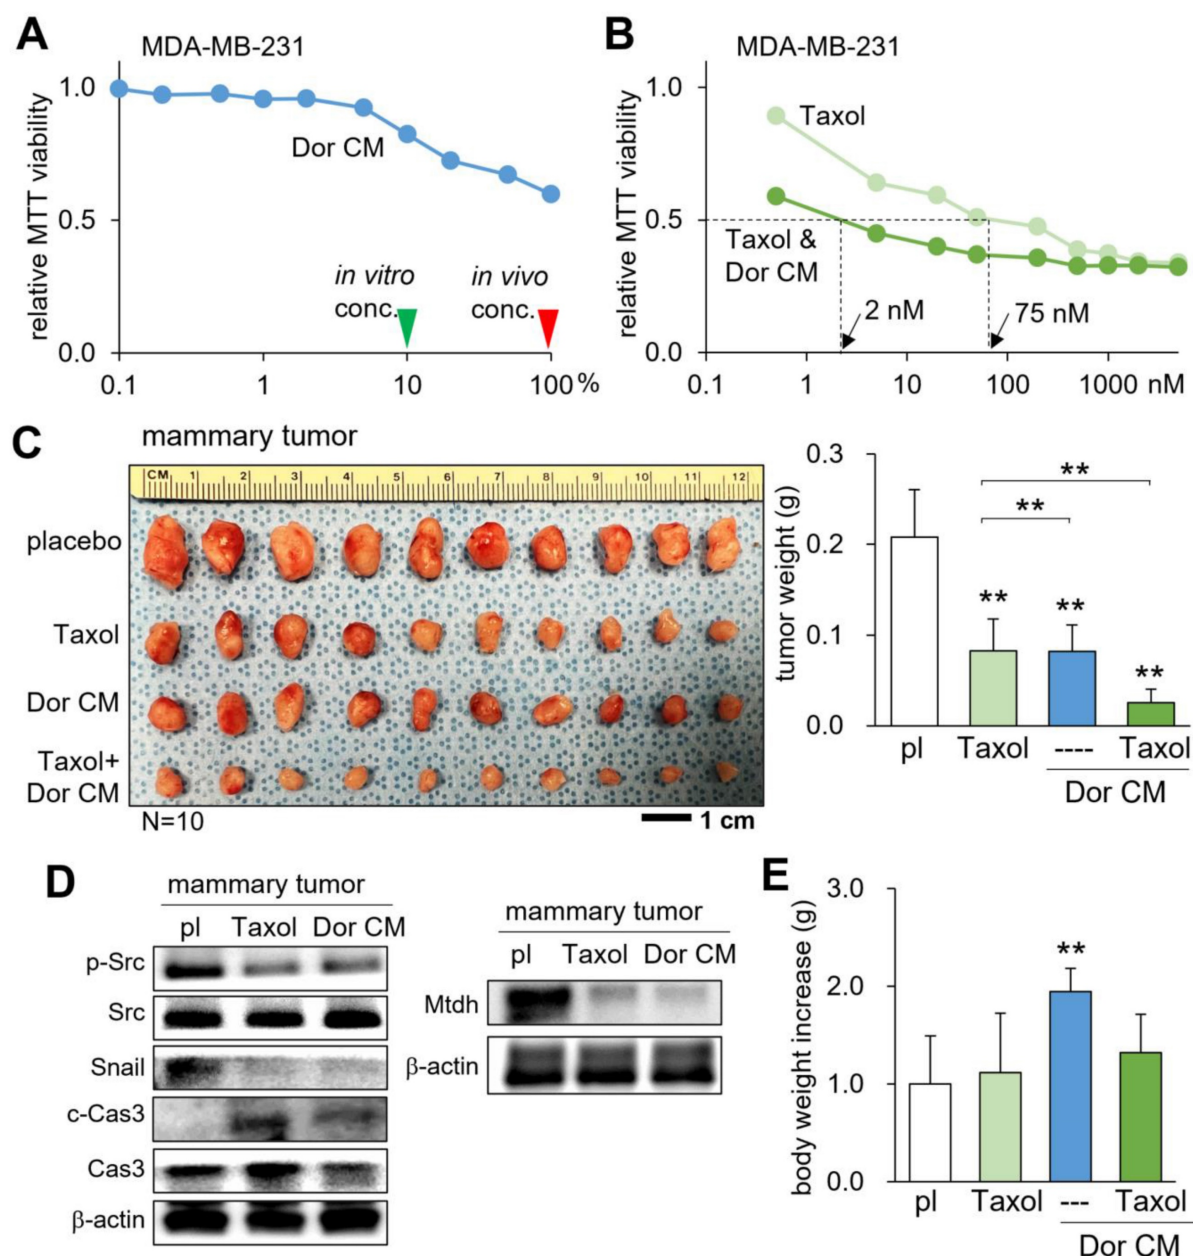 A
MDA-MB-231
relative MTT viability
1.0
0.5
0.0
Dor CM
in vitro
conc.
in vivo
conc.
0.1 1 10 100 %
B
MDA-MB-231
relative MTT viability
1.0
0.5
0.0
Taxol
Taxol &
Dor CM
2 nM
75 nM
0.1 1 10 100 1000 nM
C
mammary tumor
CM 1 2 3 4 5 6 7 8 9 10 11 12
placebo
Taxol
Dor CM
Taxol+
Dor CM
N=10
1 cm
tumor weight (g)
0.3
0.2
0.1
0.0
**
**
**
**
**
pl Taxol ---- Taxol
Dor CM
D
mammary tumor
pl Taxol Dor CM
p-Src
Src
Snail
c-Cas3
Cas3
β-actin
mammary tumor
pl Taxol Dor CM
Mtdh
β-actin
E
body weight increase (g)
3.0
2.0
1.0
0.0
**
pl Taxol --- Taxol
Dor CM